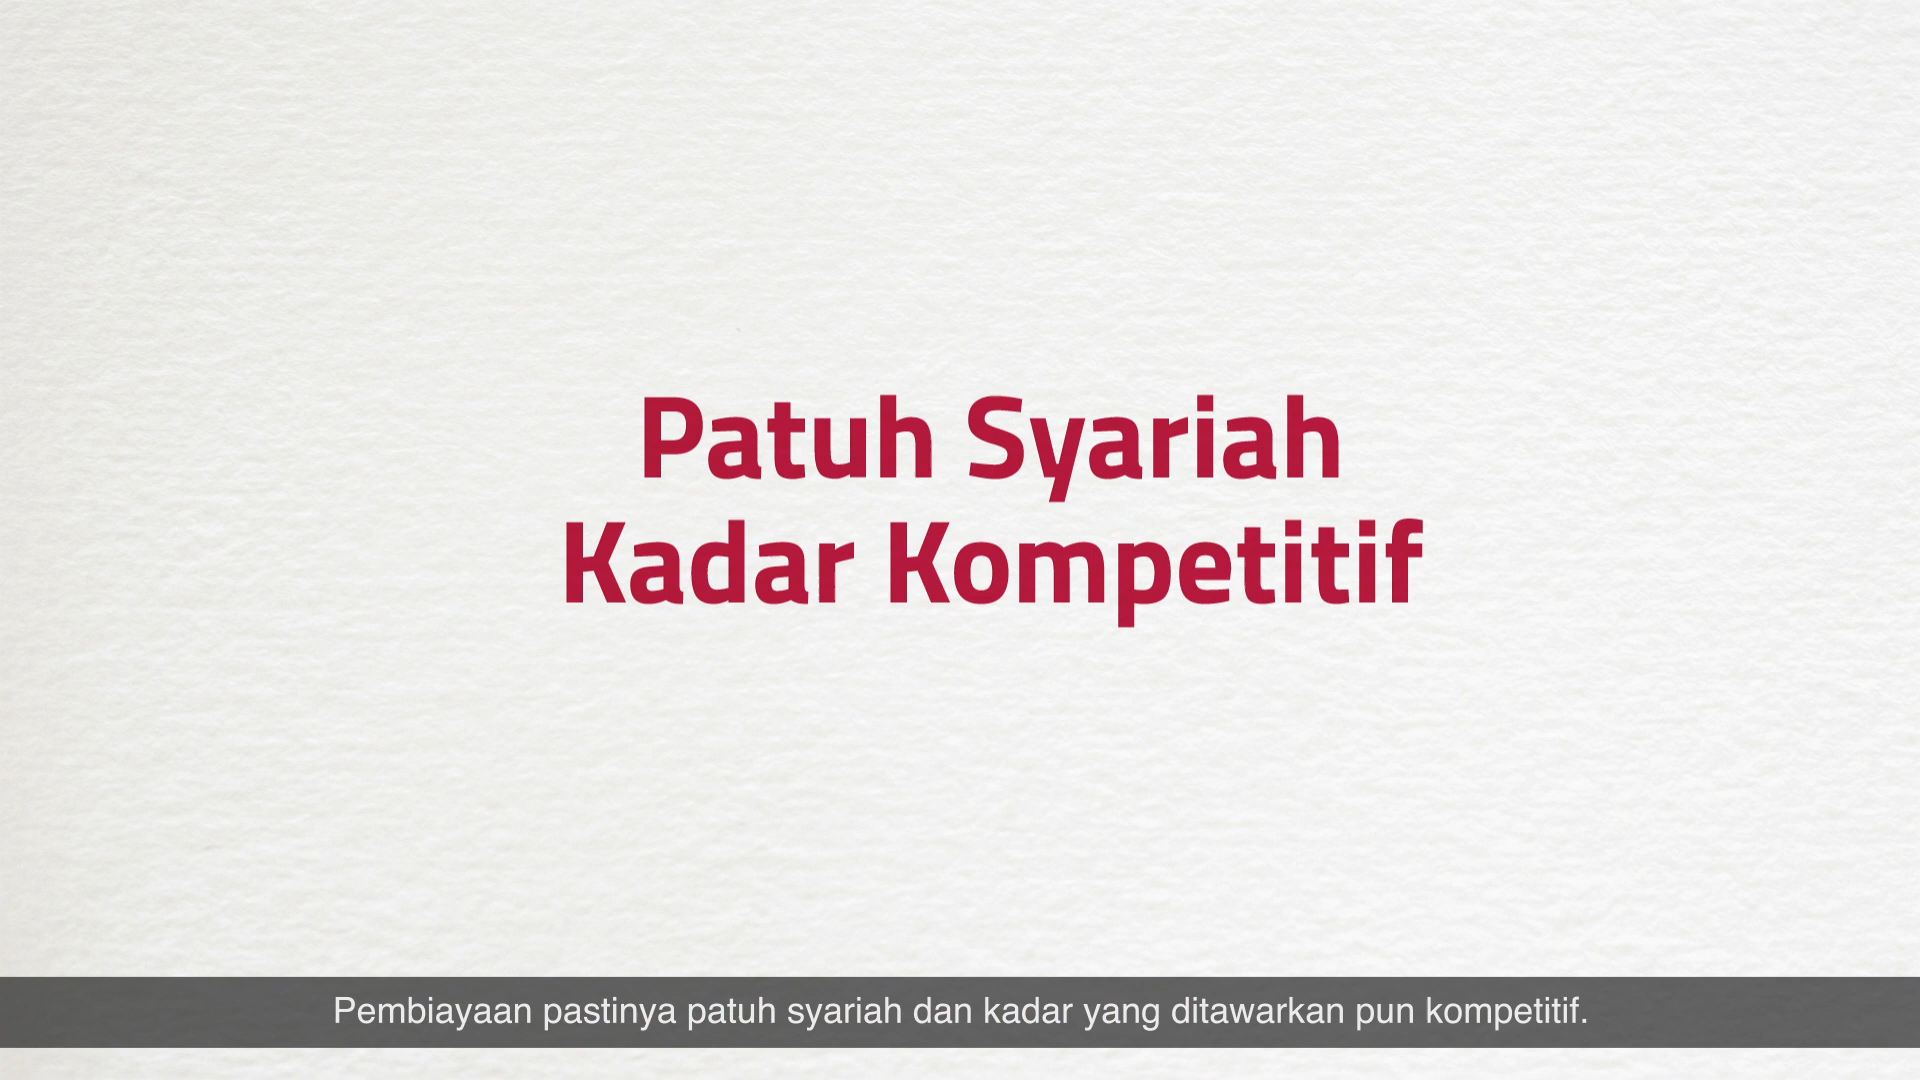 Patuh Syariah
Kadar Kompetitif
Pembiayaan pastinya patuh syariah dan kadar yang ditawarkan pun kompetitif.